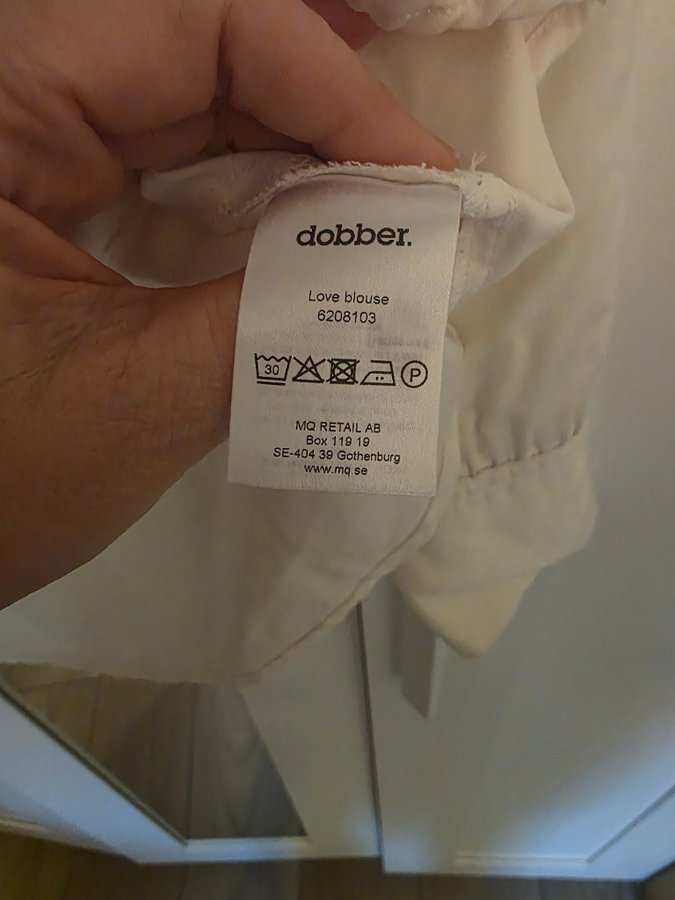 dobber.
Love blouse
6208103
30 P
MQ RETAIL AB
Box 119 19
SE-404 39 Gothenburg
www.mq.se